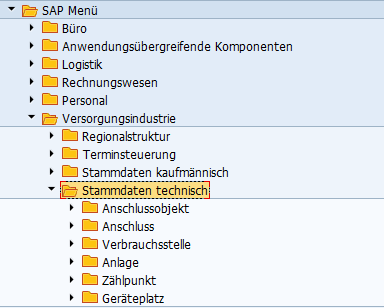 SAP Menü
Büro
Anwendungsübergreifende Komponenten
Logistik
Rechnungswesen
Personal
Versorgungsindustrie
Regionalstruktur
Terminsteuerung
Stammdaten kaufmännisch
Stammdaten technisch
Anschlussobjekt
Anschluss
Verbrauchsstelle
Anlage
Zählpunkt
Geräteplatz